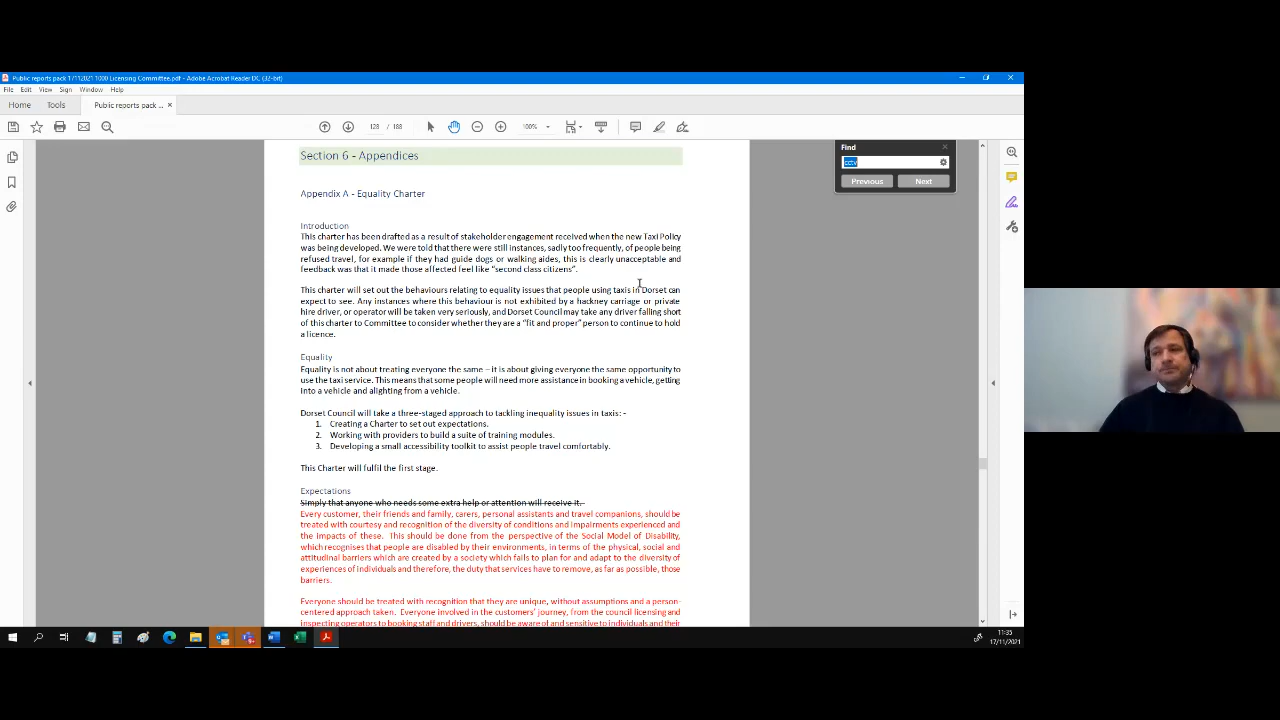 Public reports pack 17112021 1000 Licensing Committee.pdf - Adobe Acrobat Reader DC (32-bit)
File Edit View Sign Window Help
Home Tools Public reports pack ... ×
128 / 188 100%
Find
cctv
Previous Next
Section 6 - Appendices
Appendix A - Equality Charter
Introduction
This charter has been drafted as a result of stakeholder engagement received when the new Taxi Policy
was being developed. We were told that there were still instances, sadly too frequently, of people being
refused travel, for example if they had guide dogs or walking aides, this is clearly unacceptable and
feedback was that it made those affected feel like "second class citizens".
This charter will set out the behaviours relating to equality issues that people using taxis in Dorset can
expect to see. Any instances where this behaviour is not exhibited by a hackney carriage or private
hire driver, or operator will be taken very seriously, and Dorset Council may take any driver falling short
of this charter to Committee to consider whether they are a "fit and proper" person to continue to hold
a licence.
Equality
Equality is not about treating everyone the same – it is about giving everyone the same opportunity to
use the taxi service. This means that some people will need more assistance in booking a vehicle, getting
into a vehicle and alighting from a vehicle.
Dorset Council will take a three-staged approach to tackling inequality issues in taxis: -
1. Creating a Charter to set out expectations.
2. Working with providers to build a suite of training modules.
3. Developing a small accessibility toolkit to assist people travel comfortably.
This Charter will fulfil the first stage.
Expectations
Simply that anyone who needs some extra help or attention will receive it.
Every customer, their friends and family, carers, personal assistants and travel companions, should be
treated with courtesy and recognition of the diversity of conditions and impairments experienced and
the impacts of these. This should be done from the perspective of the Social Model of Disability,
which recognises that people are disabled by their environments, in terms of the physical, social and
attitudinal barriers which are created by a society which fails to plan for and adapt to the diversity of
experiences of individuals and therefore, the duty that services have to remove, as far as possible, those
barriers.
Everyone should be treated with recognition that they are unique, without assumptions and a person-
centered approach taken. Everyone involved in the customers' journey, from the council licensing and
inspecting operators to booking staff and drivers, should be aware of and sensitive to individuals and their
11:35
17/11/2021